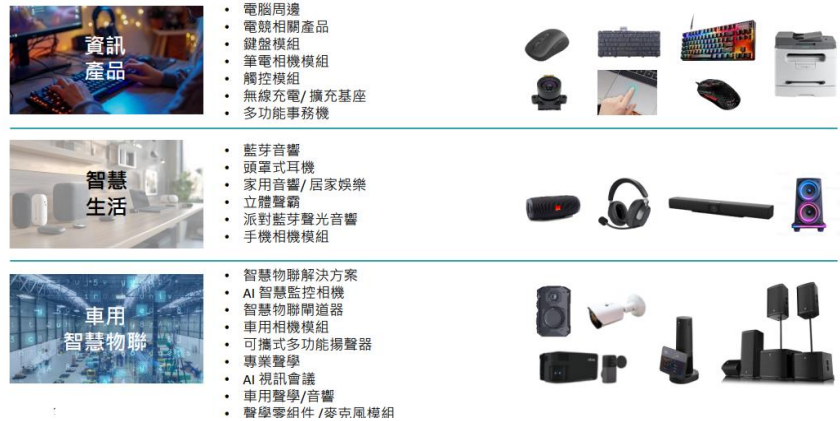 資訊
產品
• 電腦周邊
• 電競相關產品
• 鍵盤模組
• 筆電相機模組
• 觸控模組
• 無線充電/ 擴充基座
• 多功能事務機
智慧
生活
• 藍芽音響
• 頭罩式耳機
• 家用音響/ 居家娛樂
• 立體聲霸
• 派對藍芽聲光音響
• 手機相機模組
車用
智慧物聯
• 智慧物聯解決方案
• AI 智慧監控相機
• 智慧物聯閘道器
• 車用相機模組
• 可攜式多功能揚聲器
• 專業聲學
• AI 視訊會議
• 車用聲學/音響
• 聲學零組件 /麥克風模組